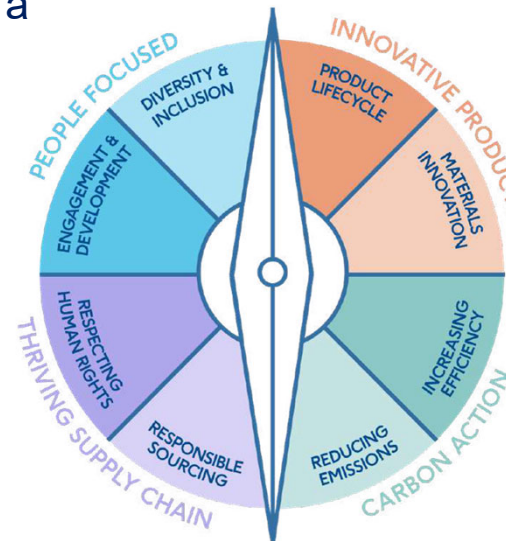 a
PEOPLE FOCUSED
DIVERSITY &
INCLUSION
ENGAGEMENT &
DEVELOPMENT
INNOVATIVE PRODUCT
PRODUCT
LIFECYCLE
MATERIALS
INNOVATION
INCREASING
EFFICIENCY
REDUCING
EMISSIONS
CARBON ACTION
RESPECTING
HUMAN RIGHTS
RESPONSIBLE
SOURCING
THRIVING SUPPLY CHAIN